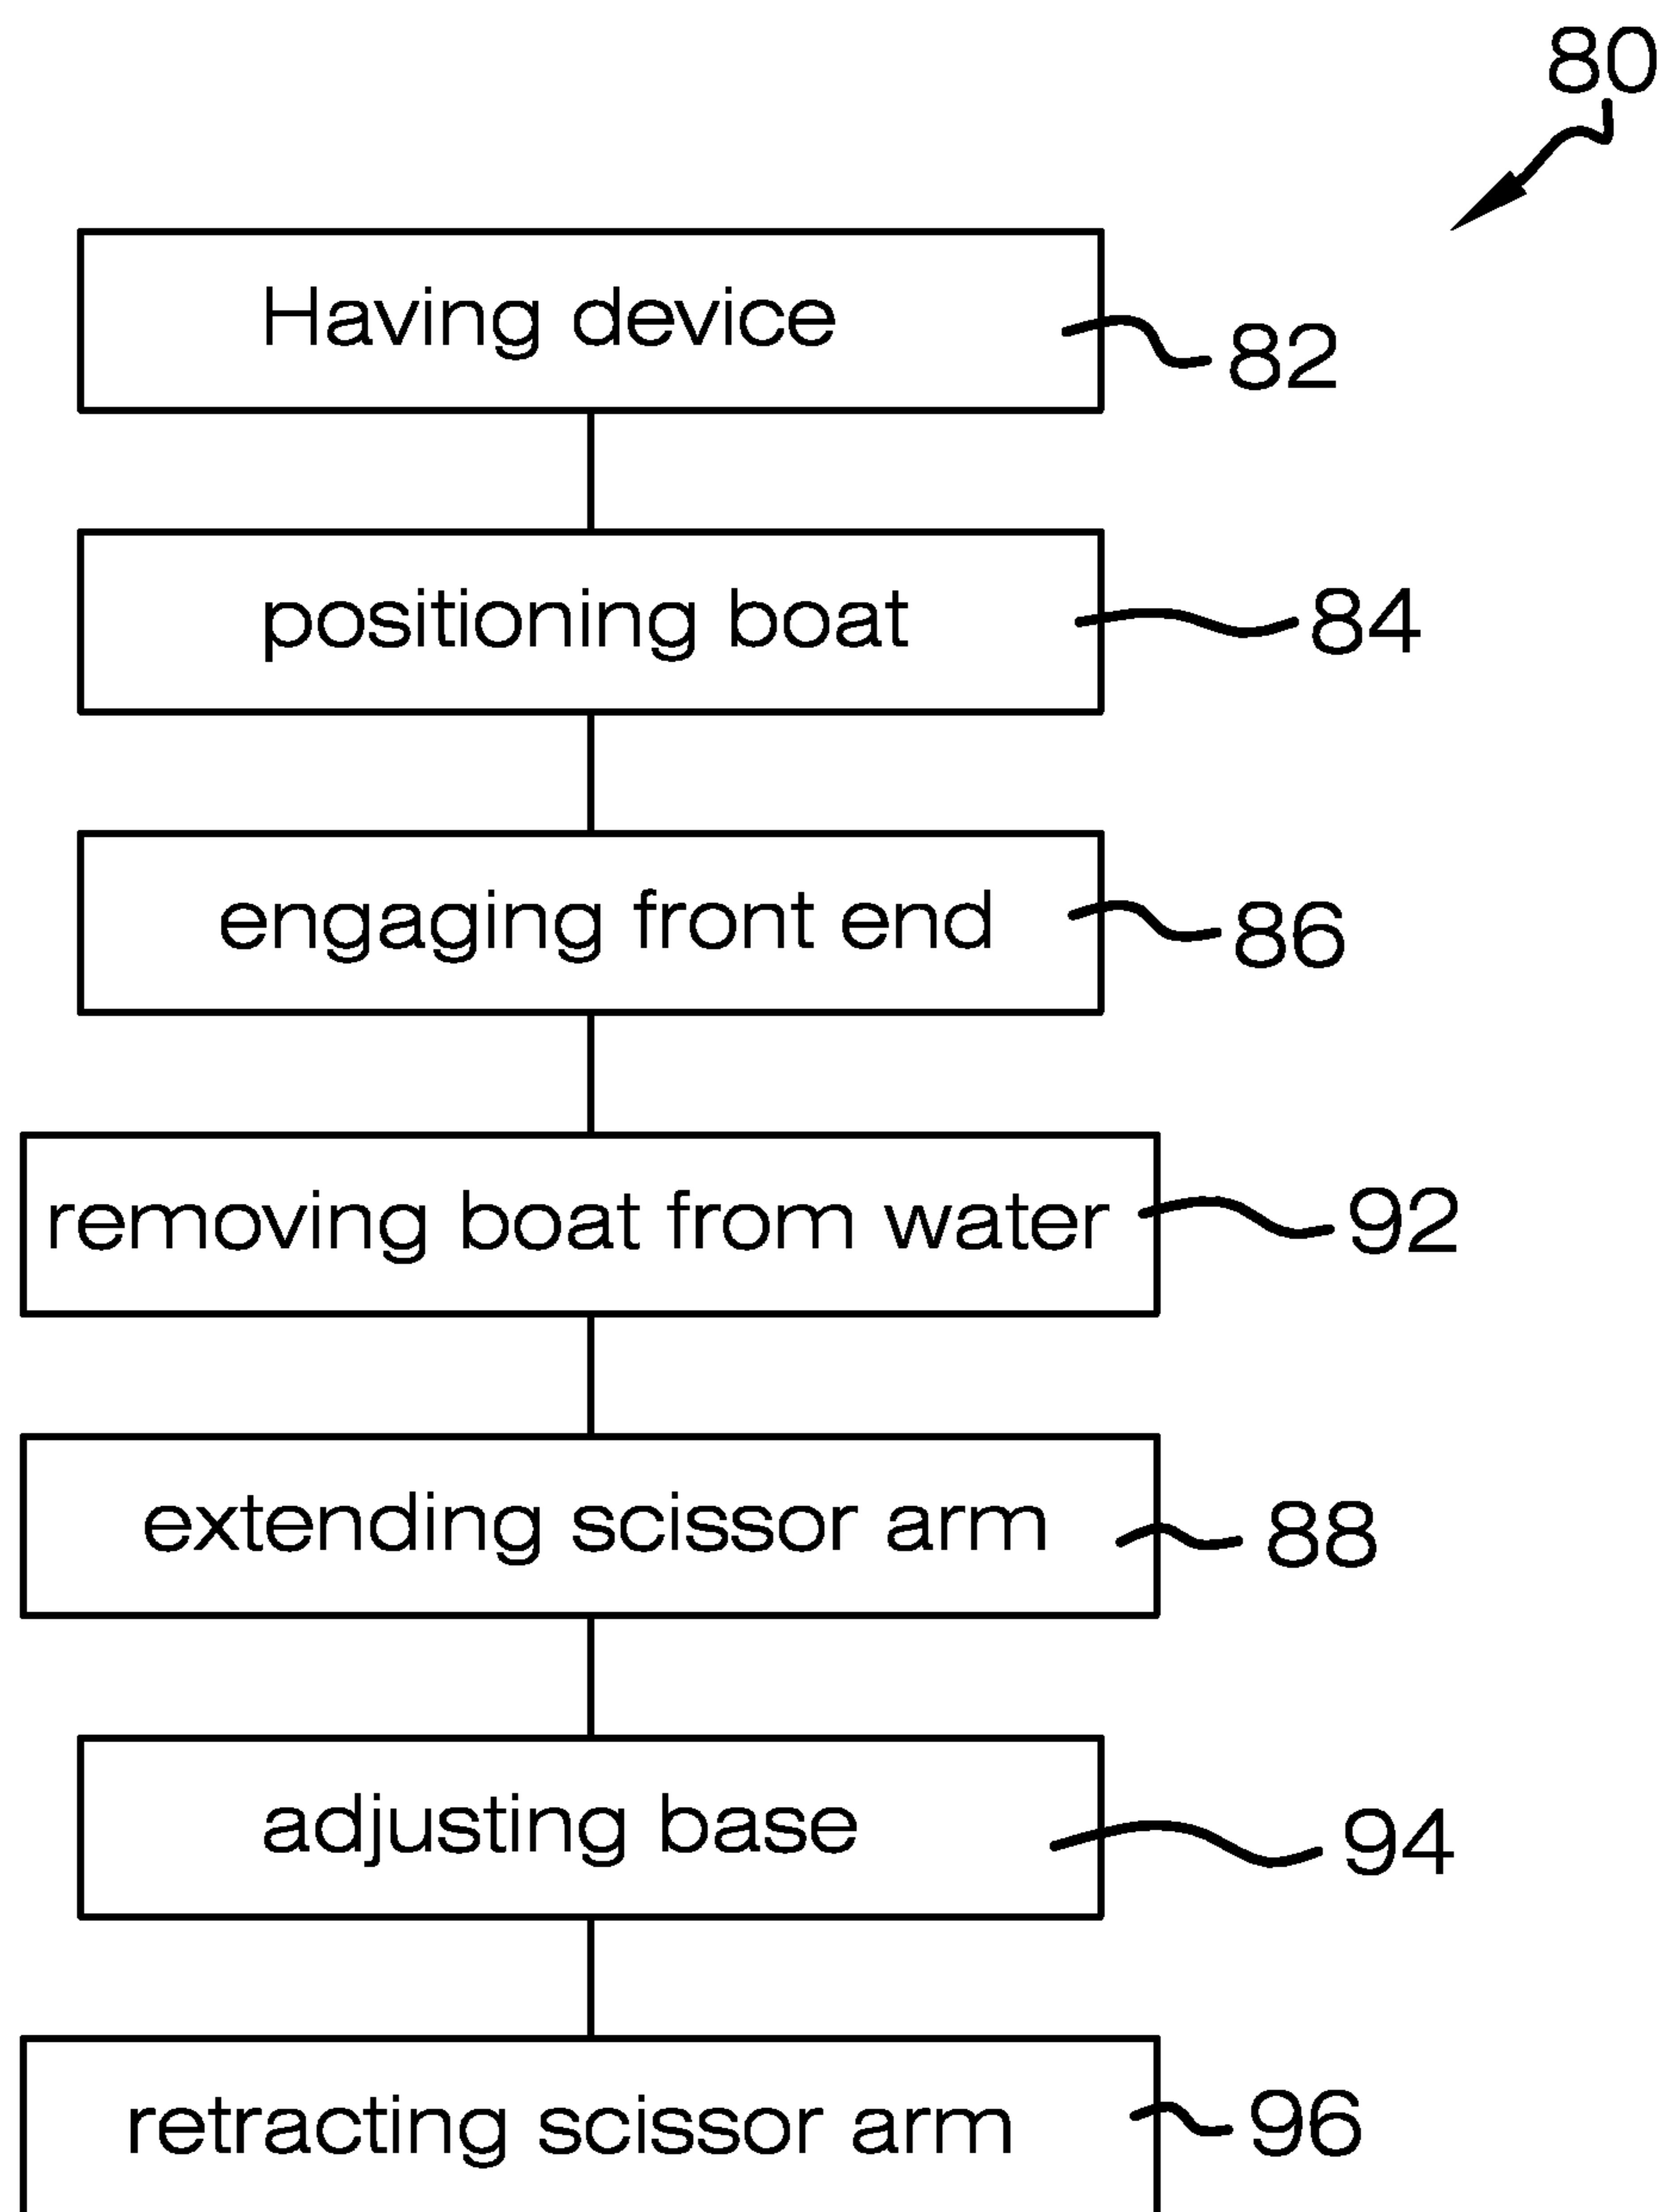 80
Having device
82
positioning boat
84
engaging front end
86
removing boat from water
92
extending scissor arm
88
adjusting base
94
retracting scissor arm
96